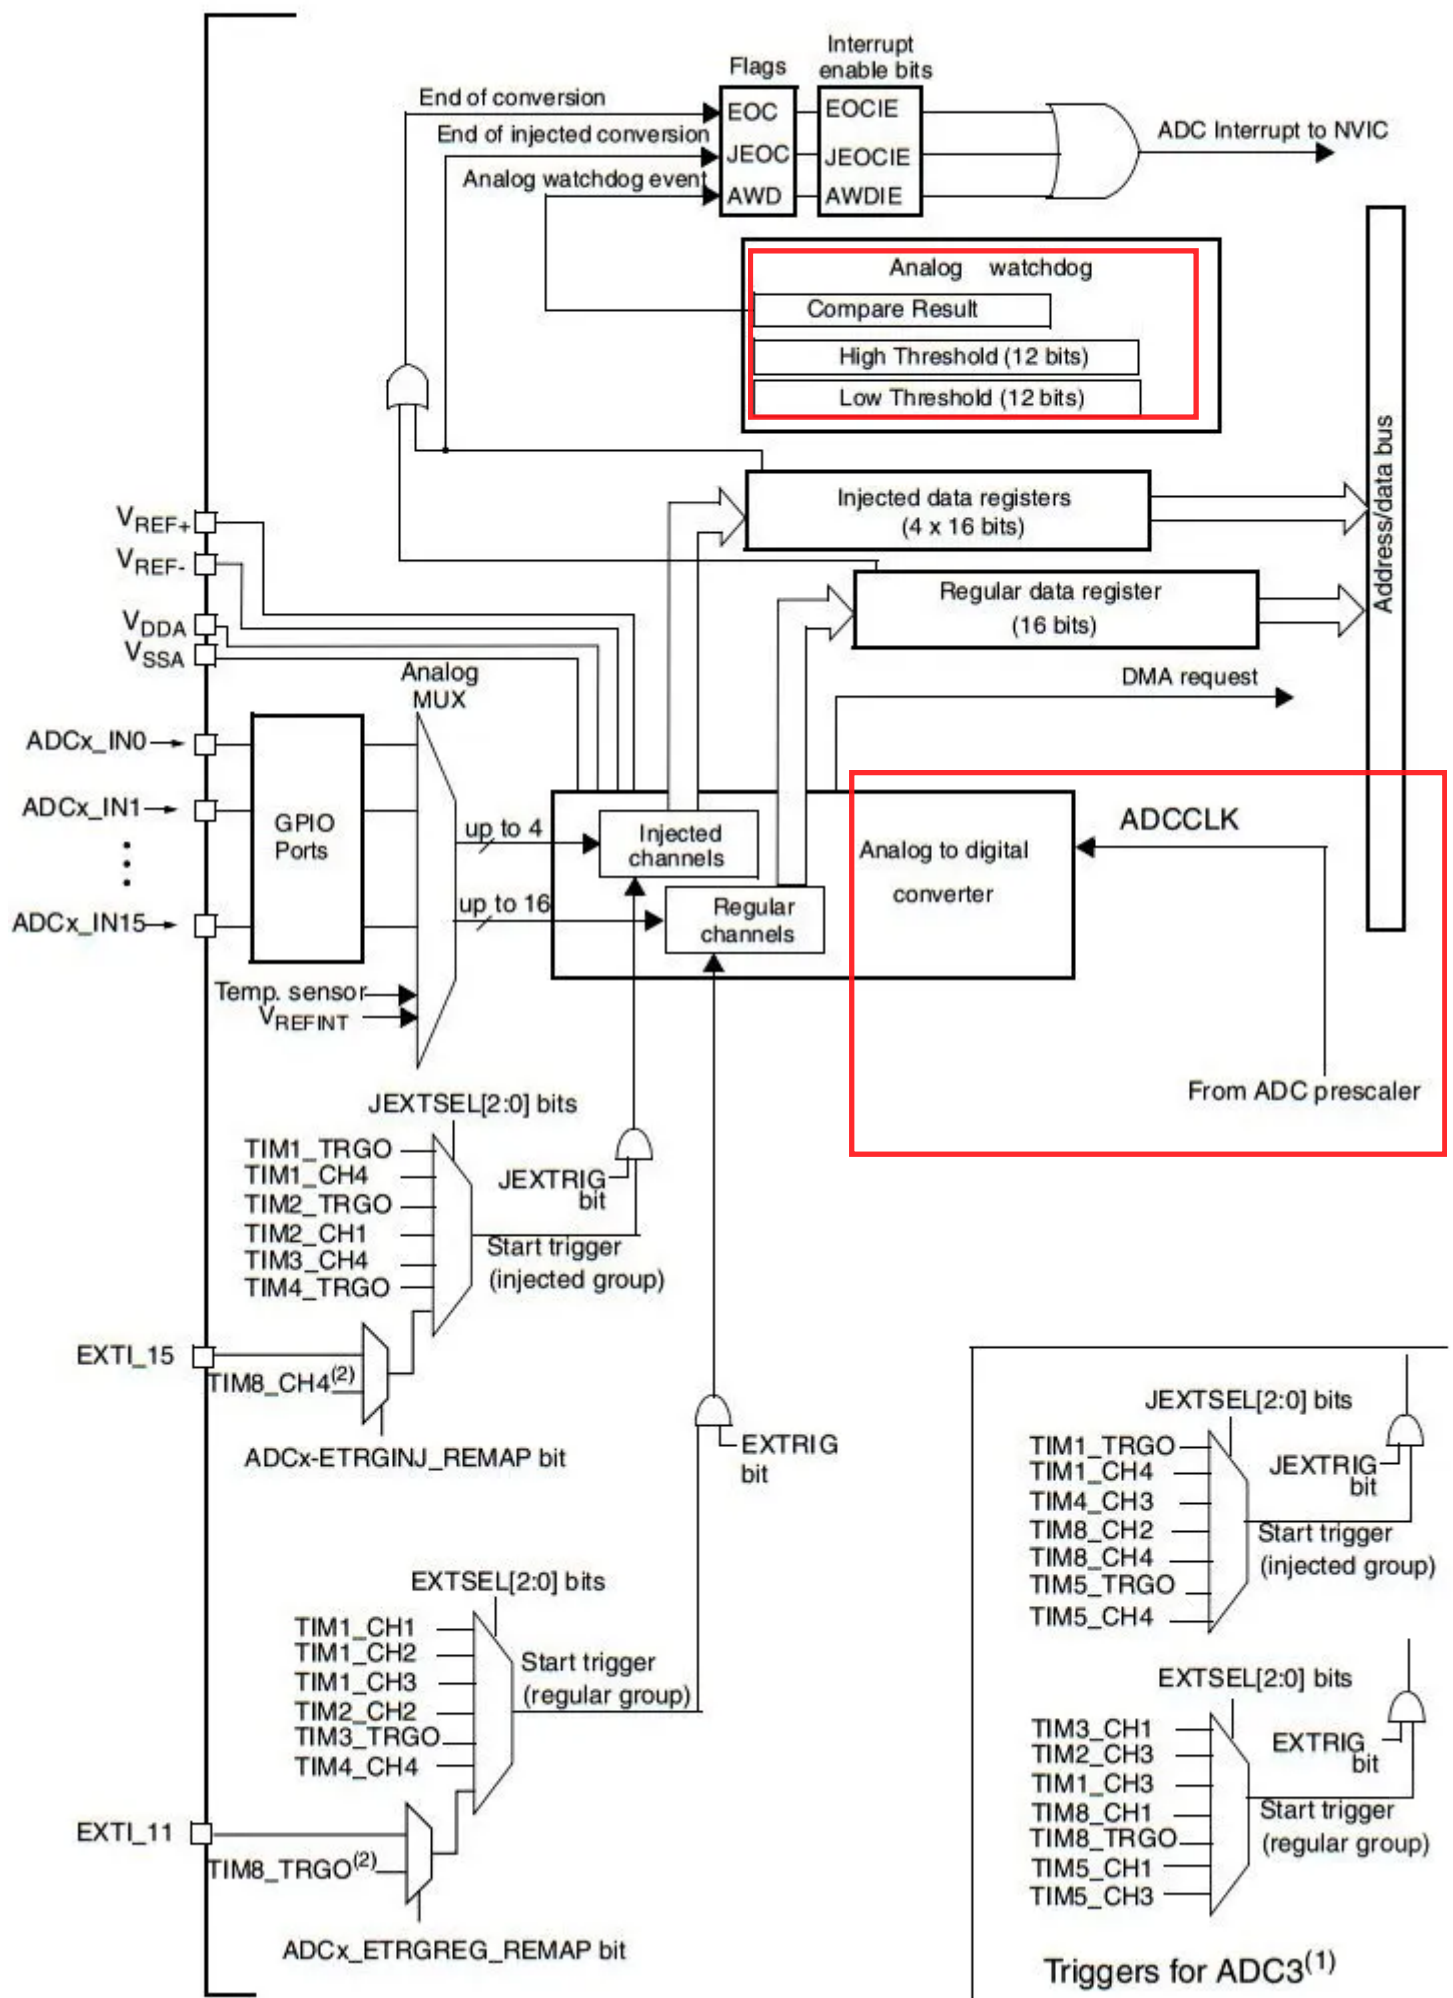 Flags
Interrupt
enable bits
End of conversion
EOC
EOCIE
End of injected conversion
JEOC
JEOCIE
ADC Interrupt to NVIC
Analog watchdog event
AWD
AWDIE
Analog watchdog
Compare Result
High Threshold (12 bits)
Low Threshold (12 bits)
Address/data bus
Injected data registers
(4 x 16 bits)
Regular data register
(16 bits)
DMA request
VREF+
VREF-
VDDA
VSSA
Analog
MUX
ADCx_IN0
ADCx_IN1
ADCx_IN15
GPIO
Ports
up to 4
up to 16
Injected
channels
Regular
channels
Analog to digital
converter
ADCCLK
From ADC prescaler
Temp. sensor
VREFINT
JEXTSEL[2:0] bits
TIM1_TRGO
TIM1_CH4
TIM2_TRGO
TIM2_CH1
TIM3_CH4
TIM4_TRGO
JEXTRIG
bit
Start trigger
(injected group)
EXTI_15
TIM8_CH4(2)
ADCx-ETRGINJ_REMAP bit
EXTRIG
bit
EXTSEL[2:0] bits
TIM1_CH1
TIM1_CH2
TIM1_CH3
TIM2_CH2
TIM3_TRGO
TIM4_CH4
Start trigger
(regular group)
EXTI_11
TIM8_TRGO(2)
ADCx_ETRGREG_REMAP bit
JEXTSEL[2:0] bits
TIM1_TRGO
TIM1_CH4
TIM4_CH3
TIM8_CH2
TIM8_CH4
TIM5_TRGO
TIM5_CH4
JEXTRIG
bit
Start trigger
(injected group)
EXTSEL[2:0] bits
TIM3_CH1
TIM2_CH3
TIM1_CH3
TIM8_CH1
TIM8_TRGO
TIM5_CH1
TIM5_CH3
EXTRIG
bit
Start trigger
(regular group)
Triggers for ADC3(1)